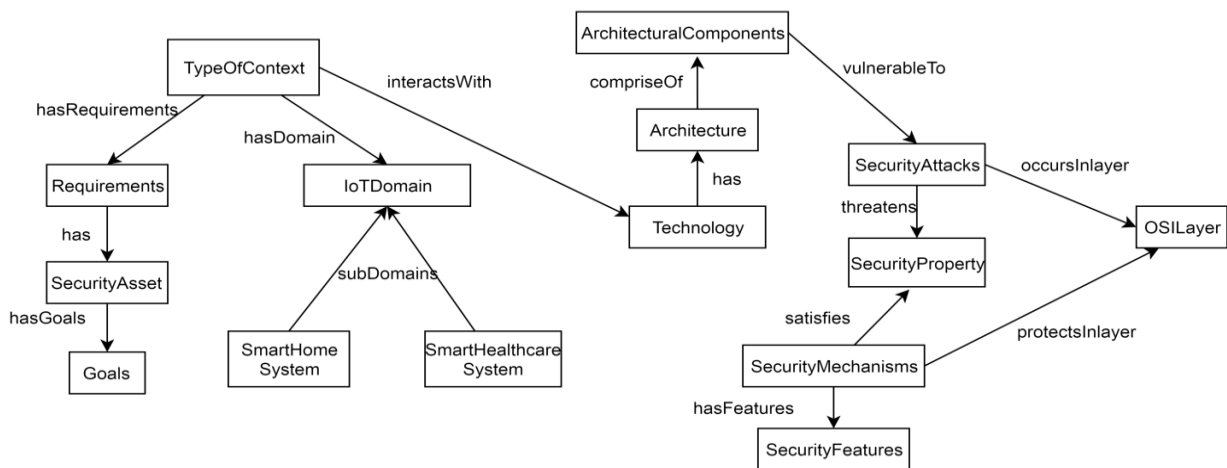 ArchitecturalComponents
TypeOfContext
interactsWith
vulnerableTo
compriseOf
hasRequirements
hasDomain
Architecture
Requirements
IoTDomain
SecurityAttacks
occursInlayer
has
has
threatens
Technology
OSILayer
SecurityAsset
subDomains
SecurityProperty
hasGoals
satisfies
protectsInlayer
Goals
SmartHome
System
SmartHealthcare
System
SecurityMechanisms
hasFeatures
SecurityFeatures